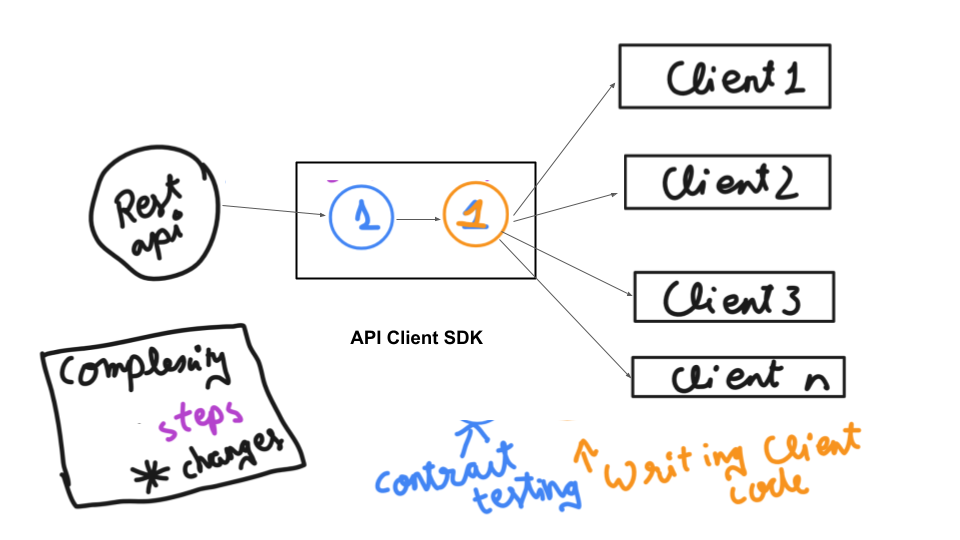 Rest
api
1
1
API Client SDK
Client 1
Client 2
Client 3
Client n
Complexity
steps
* changes
contract
testing
Writing Client
code